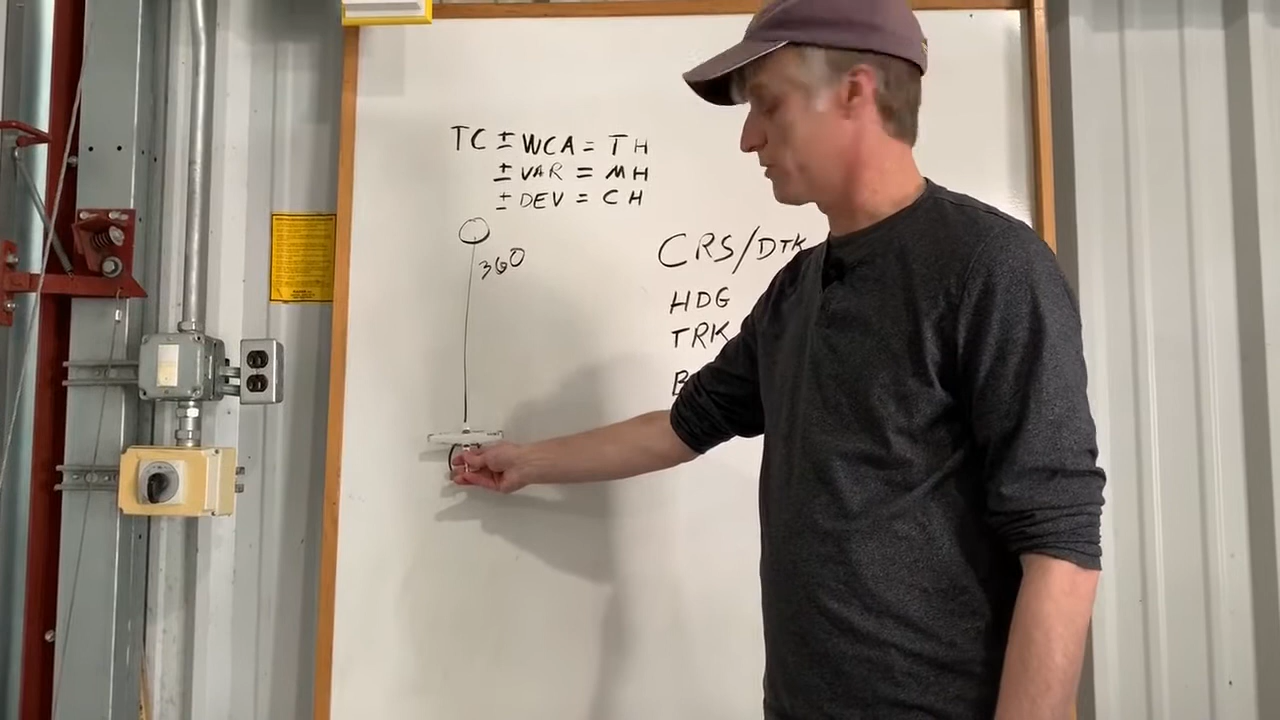 TC ± WCA = TH
± VAR = MH
± DEV = CH
360
CRS/DTK
HDG
TRK
B